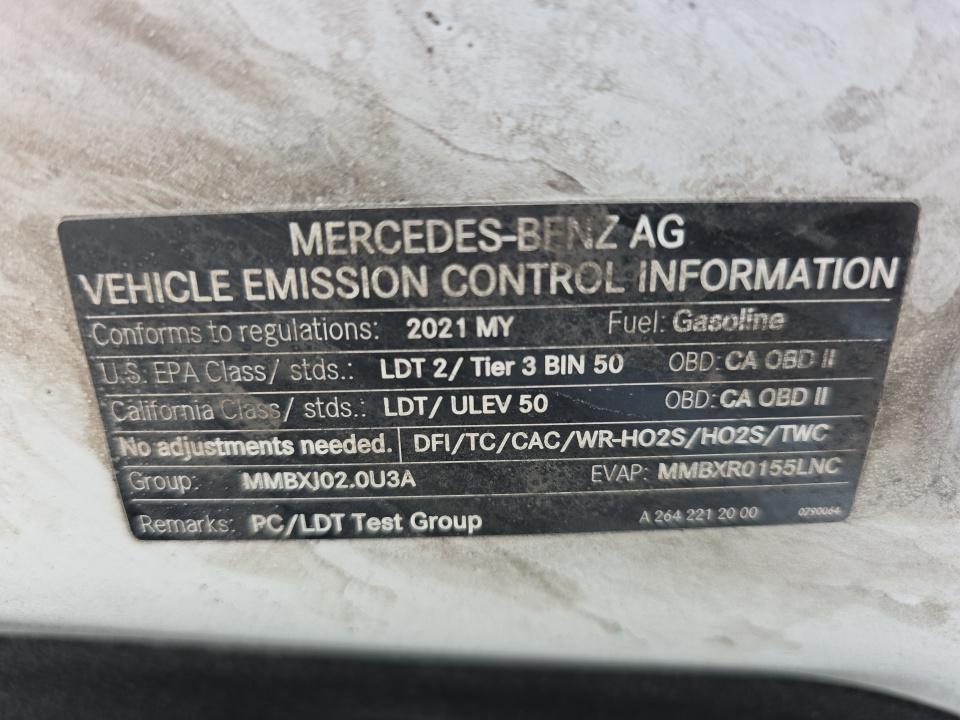 MERCEDES-BENZ AG
VEHICLE EMISSION CONTROL INFORMATION
Conforms to regulations: 2021 MY Fuel: Gasoline
U.S. EPA Class/ stds.: LDT 2/ Tier 3 BIN 50 OBD: CA OBD II
California Class/ stds.: LDT/ ULEV 50 OBD: CA OBD II
No adjustments needed. DFI/TC/CAC/WR-HO2S/HO2S/TWC
Group: MMBXJ02.0U3A EVAP: MMBXR0155LNC
Remarks: PC/LDT Test Group A 264 221 20 00 0790064